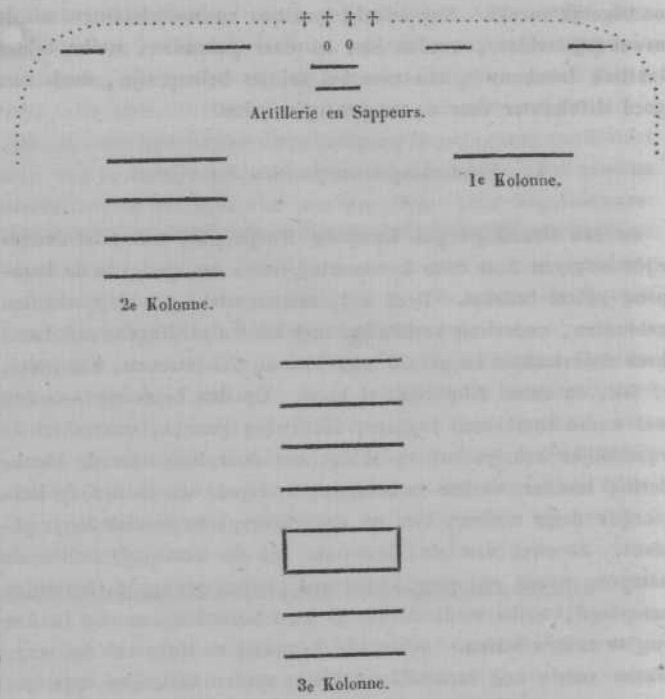 † † † †
0 0
Artillerie en Sappeurs.
1e Kolonne.
2e Kolonne.
3e Kolonne.